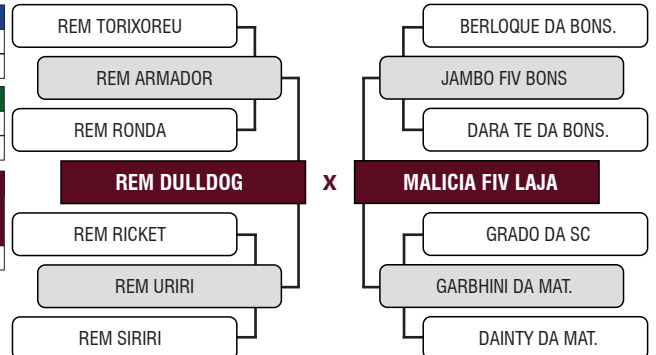 REM TORIXOREU
REM ARMADOR
REM RONDA
REM DULLDOG
REM RICKET
REM URIRI
REM SIRIRI
X
BERLOQUE DA BONS.
JAMBO FIV BONS
DARA TE DA BONS.
MALICIA FIV LAJA
GRADO DA SC
GARBHINI DA MAT.
DAINTY DA MAT.